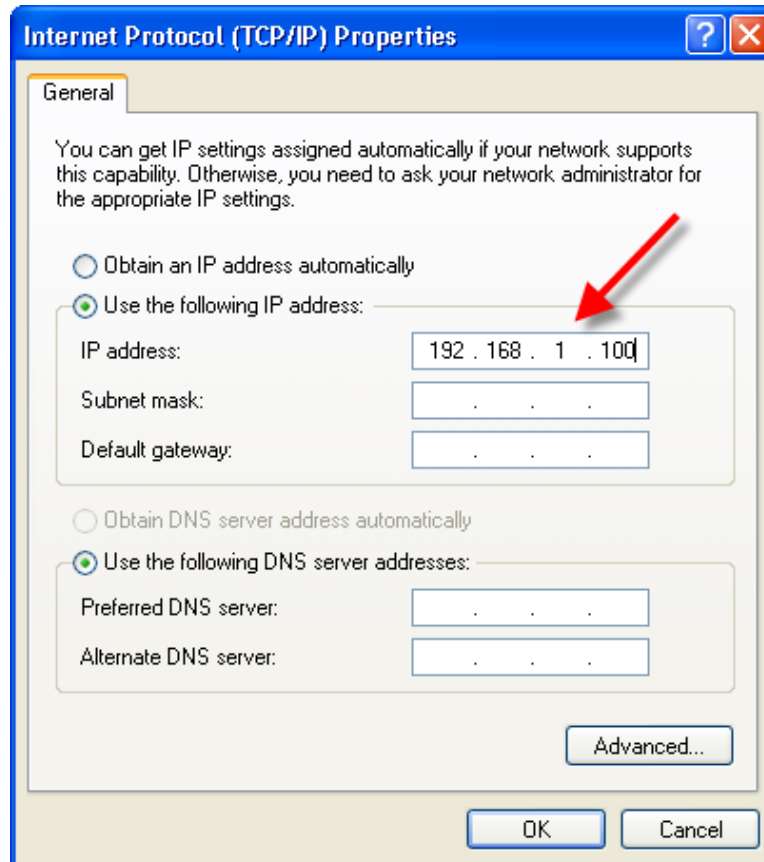 Internet Protocol (TCP/IP) Properties
General
You can get IP settings assigned automatically if your network supports
this capability. Otherwise, you need to ask your network administrator for
the appropriate IP settings.
Obtain an IP address automatically
Use the following IP address:
IP address: 192 . 168 . 1 . 100
Subnet mask: . . .
Default gateway: . . .
Obtain DNS server address automatically
Use the following DNS server addresses:
Preferred DNS server: . . .
Alternate DNS server: . . .
Advanced...
OK Cancel